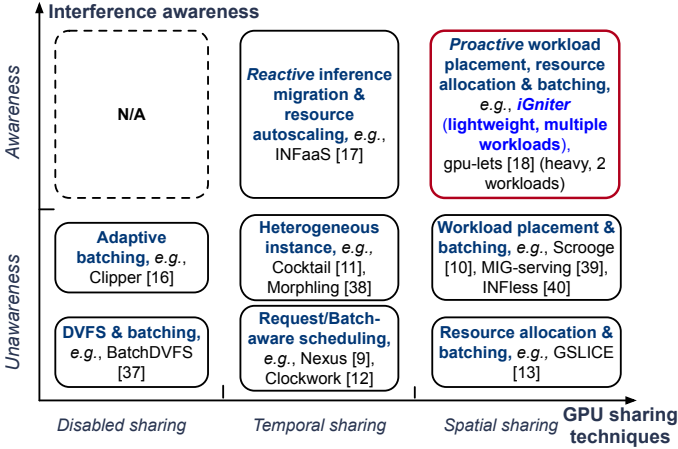 Interference awareness
Awareness
N/A
Reactive inference
migration &
resource
autoscaling, e.g.,
INFaaS [17]
Proactive workload
placement, resource
allocation & batching,
e.g., iGniter
(lightweight, multiple
workloads),
gpu-lets [18] (heavy, 2
workloads)
Unawareness
Adaptive
batching, e.g.,
Clipper [16]
Heterogeneous
instance, e.g.,
Cocktail [11],
Morphling [38]
Workload placement &
batching, e.g., Scrooge
[10], MIG-serving [39],
INFless [40]
DVFS & batching,
e.g., BatchDVFS
[37]
Request/Batch-
aware scheduling,
e.g., Nexus [9],
Clockwork [12]
Resource allocation &
batching, e.g., GSLICE
[13]
Disabled sharing
Temporal sharing
Spatial sharing
GPU sharing
techniques